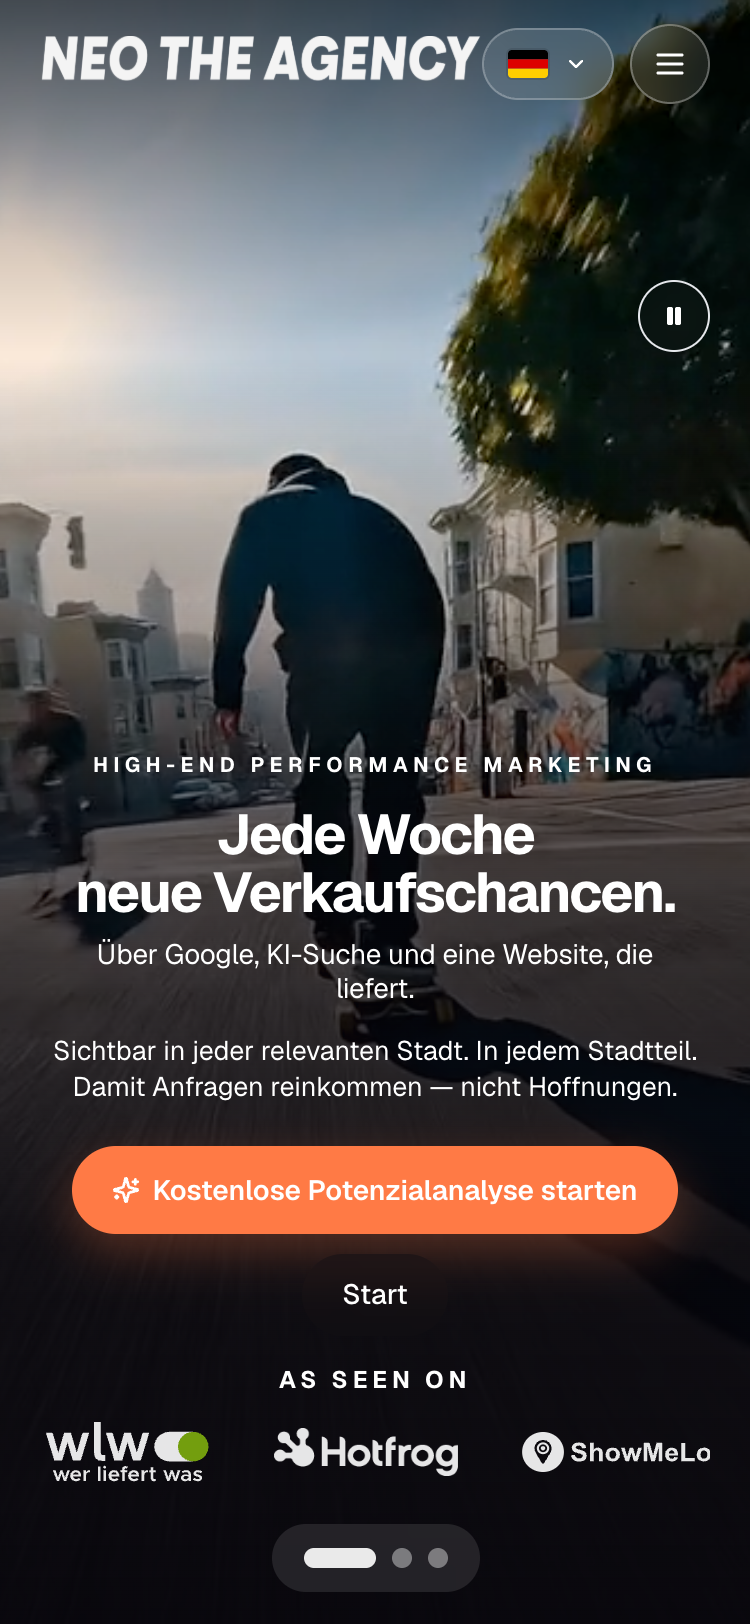 NEO THE AGENCY
HIGH-END PERFORMANCE MARKETING
Jede Woche
neue Verkaufschancen.
Über Google, KI-Suche und eine Website, die
liefert.
Sichtbar in jeder relevanten Stadt. In jedem Stadtteil.
Damit Anfragen reinkommen — nicht Hoffnungen.
Kostenlose Potenzialanalyse starten
Start
AS SEEN ON
wlw
wer liefert was
Hotfrog
ShowMeLo